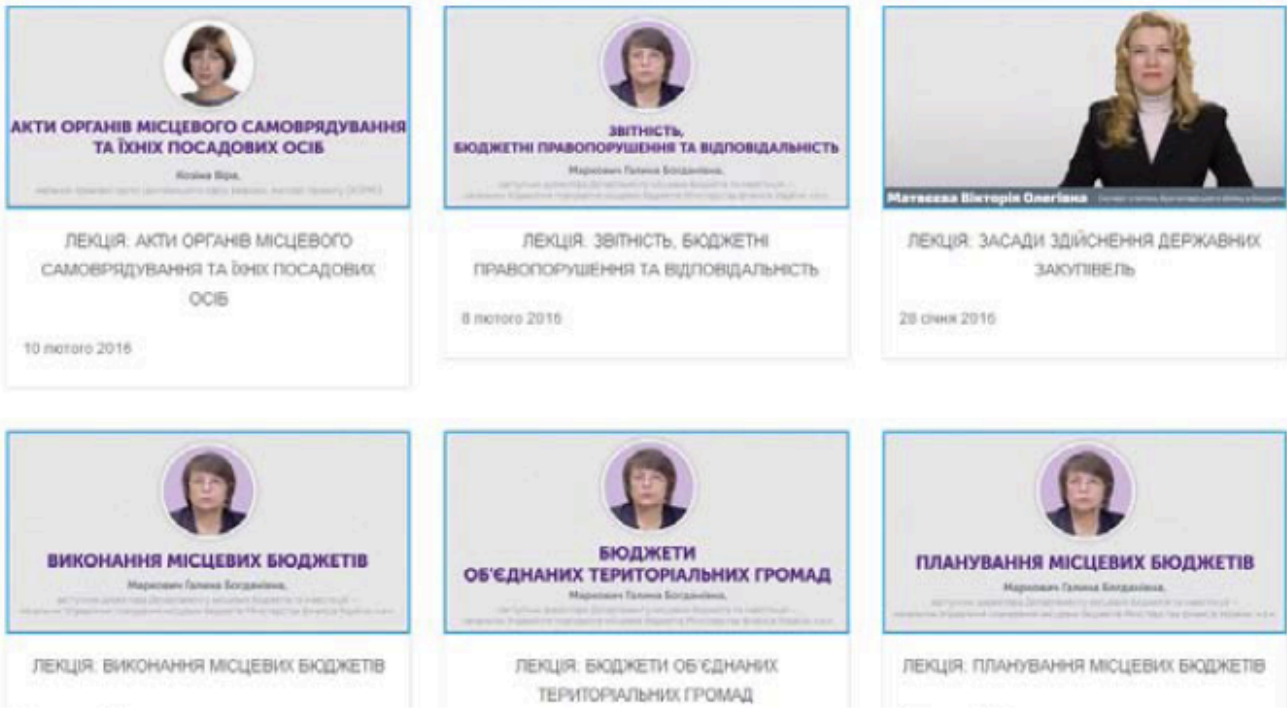 АКТИ ОРГАНІВ МІСЦЕВОГО САМОВРЯДУВАННЯ
ТА ЇХНІХ ПОСАДОВИХ ОСІБ
Козіна Віра,
ЛЕКЦІЯ: АКТИ ОРГАНІВ МІСЦЕВОГО
САМОВРЯДУВАННЯ ТА ЇХНІХ ПОСАДОВИХ
ОСІБ
10 лютого 2016
ЗВІТНІСТЬ,
БЮДЖЕТНІ ПРАВОПОРУШЕННЯ ТА ВІДПОВІДАЛЬНІСТЬ
Маркович Галина Богданівна,
ЛЕКЦІЯ: ЗВІТНІСТЬ, БЮДЖЕТНІ
ПРАВОПОРУШЕННЯ ТА ВІДПОВІДАЛЬНІСТЬ
8 лютого 2016
Матвєєва Вікторія Олегівна
ЛЕКЦІЯ: ЗАСАДИ ЗДІЙСНЕННЯ ДЕРЖАВНИХ
ЗАКУПІВЕЛЬ
28 січня 2016
ВИКОНАННЯ МІСЦЕВИХ БЮДЖЕТІВ
Маркович Галина Богданівна,
ЛЕКЦІЯ: ВИКОНАННЯ МІСЦЕВИХ БЮДЖЕТІВ
БЮДЖЕТИ
ОБ'ЄДНАНИХ ТЕРИТОРІАЛЬНИХ ГРОМАД
Маркович Галина Богданівна,
ЛЕКЦІЯ: БЮДЖЕТИ ОБ'ЄДНАНИХ
ТЕРИТОРІАЛЬНИХ ГРОМАД
ПЛАНУВАННЯ МІСЦЕВИХ БЮДЖЕТІВ
Маркович Галина Богданівна,
ЛЕКЦІЯ: ПЛАНУВАННЯ МІСЦЕВИХ БЮДЖЕТІВ